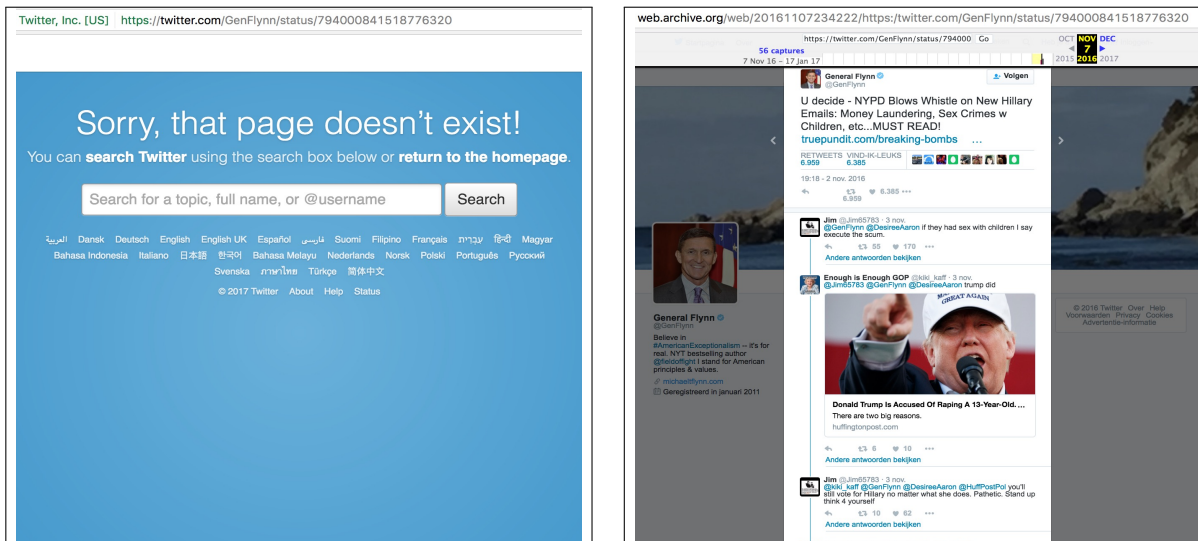 Twitter, Inc. [US] https://twitter.com/GenFlynn/status/794000841518776320
Sorry, that page doesn't exist!
You can search Twitter using the search box below or return to the homepage.
Search for a topic, full name, or @username
Search
العربية Dansk Deutsch English English UK Español فارسی Suomi Filipino Français עברית हिन्दी Magyar
Bahasa Indonesia Italiano 日本語 한국어 Bahasa Melayu Nederlands Norsk Polski Português Русский
Svenska ภาษาไทย Türkçe 简体中文
© 2017 Twitter About Help Status
web.archive.org/web/20161107234222/https:/twitter.com/GenFlynn/status/794000841518776320
https://twitter.com/GenFlynn/status/794000 Go
OCT NOV DEC
56 captures
7
7 Nov 16 – 17 Jan 17
2015 2016 2017
General Flynn
@GenFlynn
Volgen
U decide - NYPD Blows Whistle on New Hillary
Emails: Money Laundering, Sex Crimes w
Children, etc...MUST READ!
truepundit.com/breaking-bombs ...
RETWEETS VIND-IK-LEUKS
6.959 6.385
19:18 - 2 nov. 2016
6.959
6.385
Jim @Jim65783 · 3 nov.
@GenFlynn @DesireeAaron if they had sex with children I say
execute the scum.
55 170
Andere antwoorden bekijken
Enough is Enough GOP @kiki_kaff · 3 nov.
@Jim65783 @GenFlynn @DesireeAaron trump did
GREAT AGAIN
Donald Trump Is Accused Of Raping A 13-Year-Old. ...
There are two big reasons.
huffingtonpost.com
6 10
Andere antwoorden bekijken
Jim @Jim65783 · 3 nov.
@kiki_kaff @GenFlynn @DesireeAaron @HuffPostPol you'll
still vote for Hillary no matter what she does. Pathetic. Stand up
think 4 yourself
10 62
Andere antwoorden bekijken
General Flynn
@GenFlynn
Believe in
#AmericanExceptionalism -- it's for
real. NYT bestselling author
@fieldoffight I stand for American
principles & values.
michaeltflynn.com
Geregistreerd in januari 2011
© 2016 Twitter Over Help
Voorwaarden Privacy Cookies
Advertentie-informatie